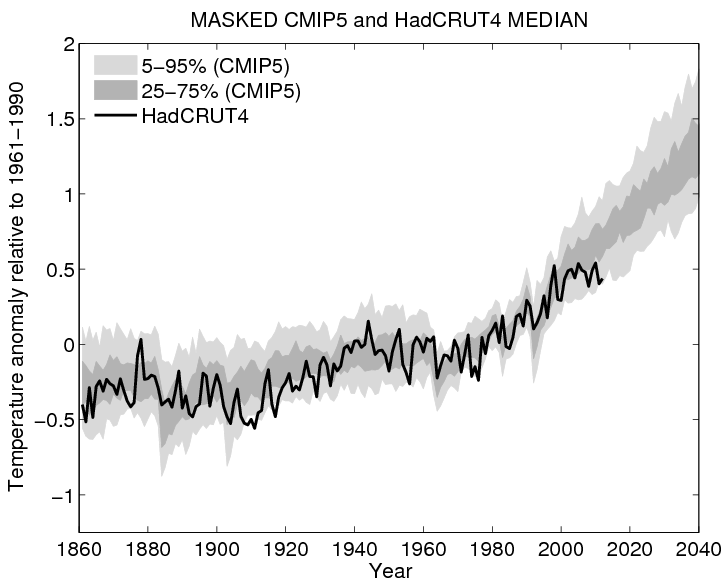 MASKED CMIP5 and HadCRUT4 MEDIAN
Temperature anomaly relative to 1961−1990
2
1.5
1
0.5
0
−0.5
−1
5−95% (CMIP5)
25−75% (CMIP5)
HadCRUT4
1860 1880 1900 1920 1940 1960 1980 2000 2020 2040
Year